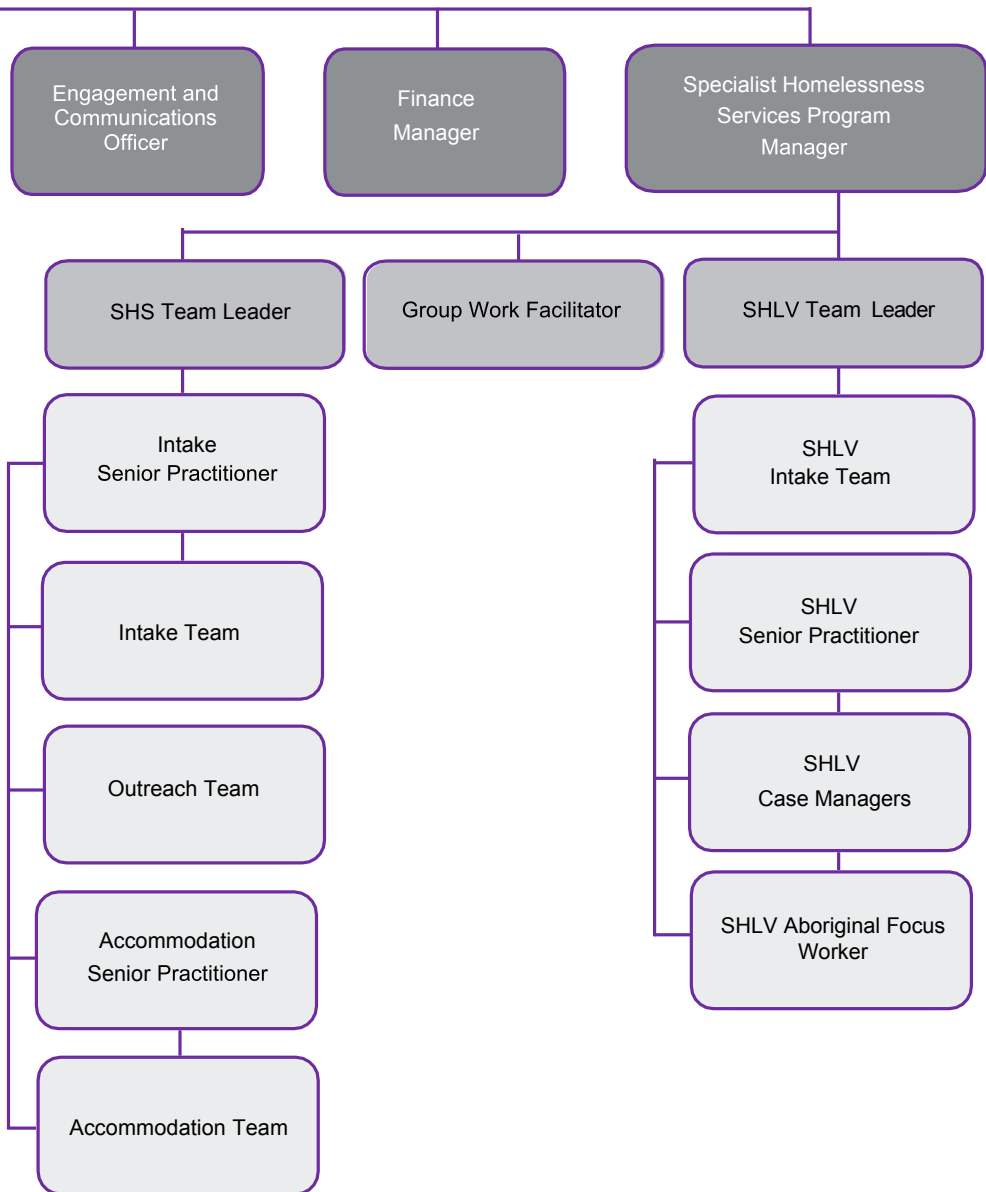 Engagement and
Communications
Officer
Finance
Manager
Specialist Homelessness
Services Program
Manager
SHS Team Leader
Group Work Facilitator
SHLV Team Leader
Intake
Senior Practitioner
Intake Team
Outreach Team
Accommodation
Senior Practitioner
Accommodation Team
SHLV
Intake Team
SHLV
Senior Practitioner
SHLV
Case Managers
SHLV Aboriginal Focus
Worker